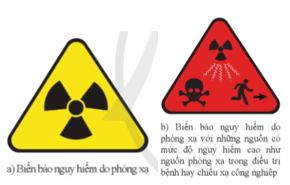 a) Biển báo nguy hiểm do phóng xạ
b) Biển báo nguy hiểm do
phóng xạ với những nguồn có
mức độ nguy hiểm cao như
nguồn phóng xạ trong điều trị
bệnh hay chiếu xạ công nghiệp